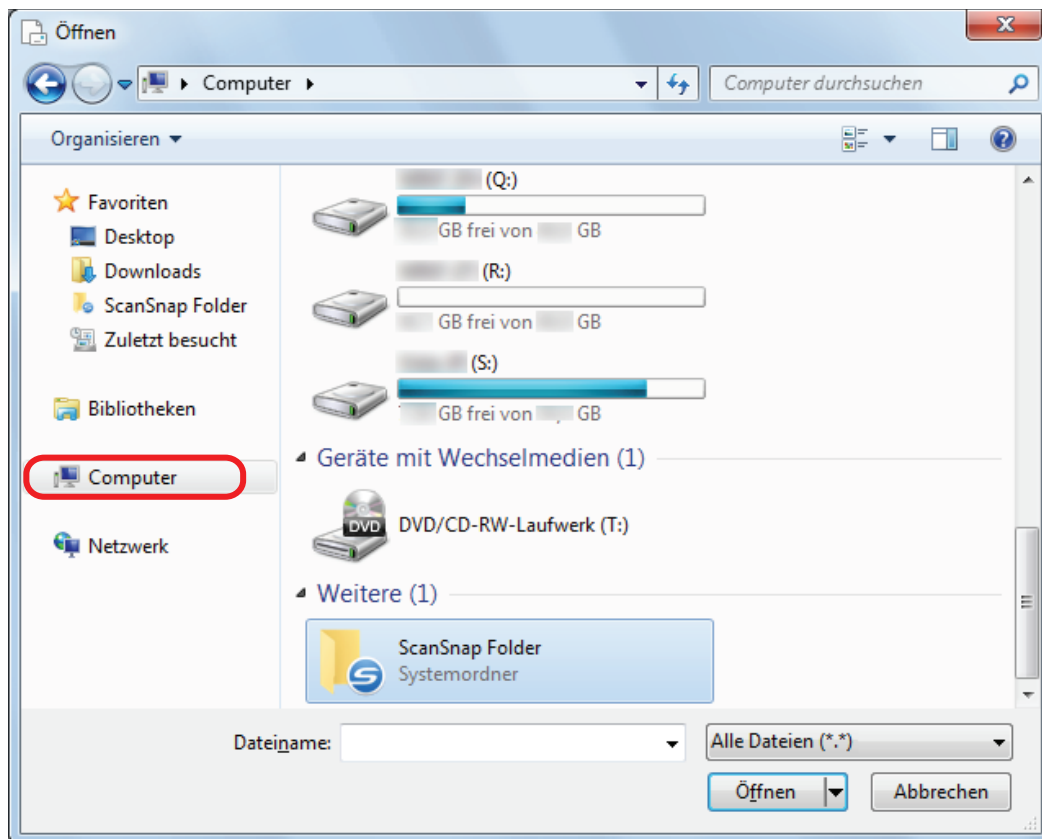 Öffnen
Computer
Computer durchsuchen
Organisieren
Favoriten
Desktop
Downloads
ScanSnap Folder
Zuletzt besucht
Bibliotheken
Computer
Netzwerk
(Q:)
GB frei von GB
(R:)
GB frei von GB
(S:)
GB frei von GB
Geräte mit Wechselmedien (1)
DVD
DVD/CD-RW-Laufwerk (T:)
Weitere (1)
ScanSnap Folder
Systemordner
Dateiname:
Alle Dateien (*.*)
Öffnen
Abbrechen